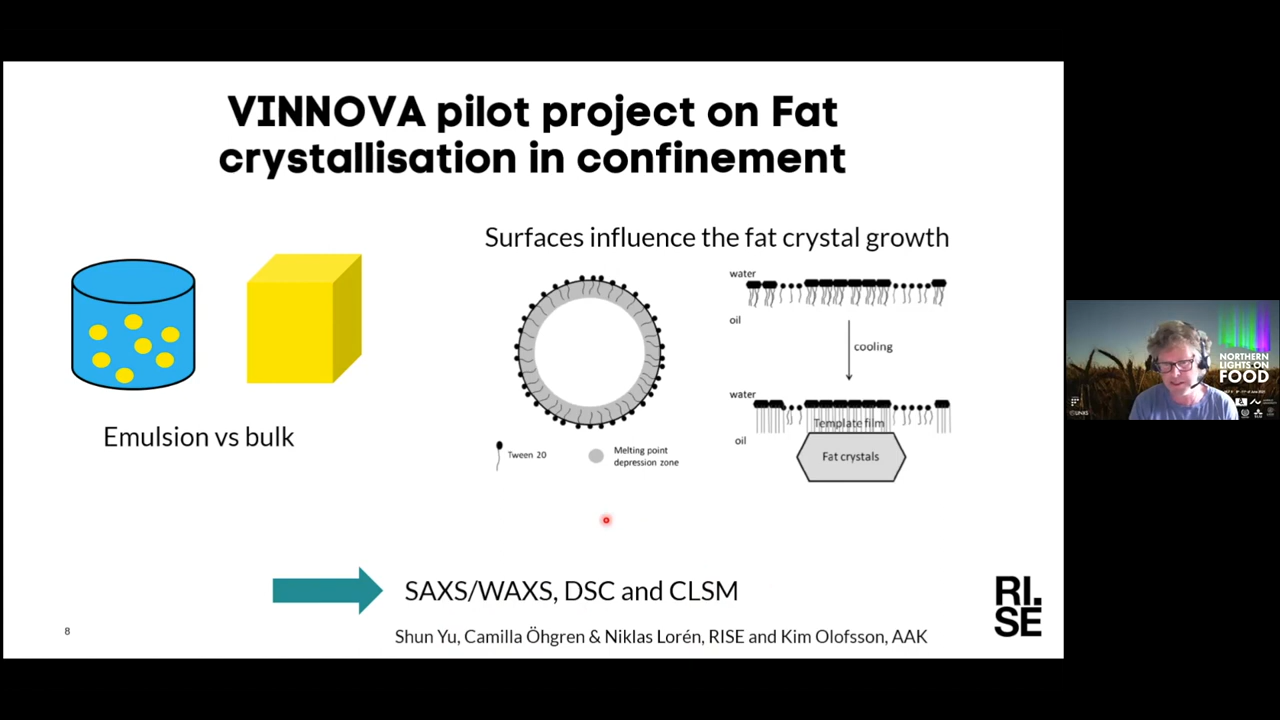 VINNOVA pilot project on Fat
crystallisation in confinement
Surfaces influence the fat crystal growth
Emulsion vs bulk
Tween 20
Melting point
depression zone
water
oil
cooling
water
oil
Template film
Fat crystals
SAXS/WAXS, DSC and CLSM
Shun Yu, Camilla Öhgren & Niklas Lorén, RISE and Kim Olofsson, AAK
8
RI.
SE
NORTHERN
LIGHTS ON
FOOD